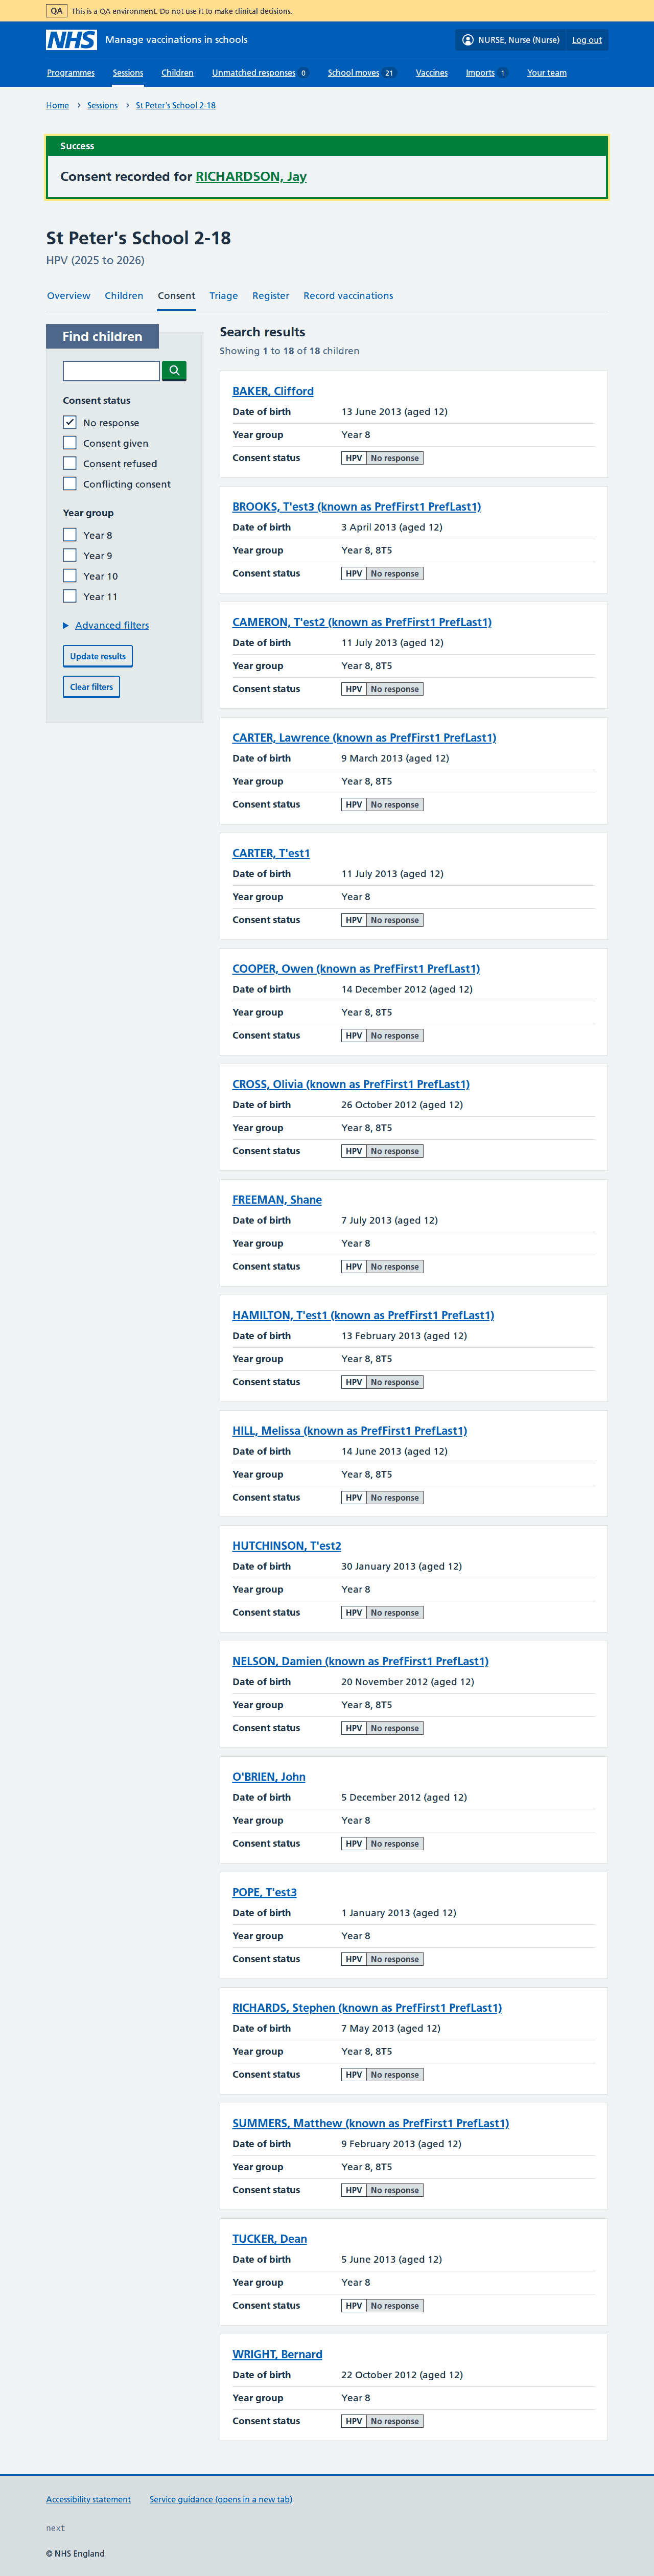 QA This is a QA environment. Do not use it to make clinical decisions.
NHS Manage vaccinations in schools
NURSE, Nurse (Nurse) Log out
Programmes Sessions Children Unmatched responses 0 School moves 21 Vaccines Imports 1 Your team
Home > Sessions > St Peter's School 2-18
Success
Consent recorded for RICHARDSON, Jay
St Peter's School 2-18
HPV (2025 to 2026)
Overview Children Consent Triage Register Record vaccinations
Find children
Consent status
No response
Consent given
Consent refused
Conflicting consent
Year group
Year 8
Year 9
Year 10
Year 11
Advanced filters
Update results
Clear filters
Search results
Showing 1 to 18 of 18 children
BAKER, Clifford
Date of birth 13 June 2013 (aged 12)
Year group Year 8
Consent status HPV No response
BROOKS, T'est3 (known as PrefFirst1 PrefLast1)
Date of birth 3 April 2013 (aged 12)
Year group Year 8, 8T5
Consent status HPV No response
CAMERON, T'est2 (known as PrefFirst1 PrefLast1)
Date of birth 11 July 2013 (aged 12)
Year group Year 8, 8T5
Consent status HPV No response
CARTER, Lawrence (known as PrefFirst1 PrefLast1)
Date of birth 9 March 2013 (aged 12)
Year group Year 8, 8T5
Consent status HPV No response
CARTER, T'est1
Date of birth 11 July 2013 (aged 12)
Year group Year 8
Consent status HPV No response
COOPER, Owen (known as PrefFirst1 PrefLast1)
Date of birth 14 December 2012 (aged 12)
Year group Year 8, 8T5
Consent status HPV No response
CROSS, Olivia (known as PrefFirst1 PrefLast1)
Date of birth 26 October 2012 (aged 12)
Year group Year 8, 8T5
Consent status HPV No response
FREEMAN, Shane
Date of birth 7 July 2013 (aged 12)
Year group Year 8
Consent status HPV No response
HAMILTON, T'est1 (known as PrefFirst1 PrefLast1)
Date of birth 13 February 2013 (aged 12)
Year group Year 8, 8T5
Consent status HPV No response
HILL, Melissa (known as PrefFirst1 PrefLast1)
Date of birth 14 June 2013 (aged 12)
Year group Year 8, 8T5
Consent status HPV No response
HUTCHINSON, T'est2
Date of birth 30 January 2013 (aged 12)
Year group Year 8
Consent status HPV No response
NELSON, Damien (known as PrefFirst1 PrefLast1)
Date of birth 20 November 2012 (aged 12)
Year group Year 8, 8T5
Consent status HPV No response
O'BRIEN, John
Date of birth 5 December 2012 (aged 12)
Year group Year 8
Consent status HPV No response
POPE, T'est3
Date of birth 1 January 2013 (aged 12)
Year group Year 8
Consent status HPV No response
RICHARDS, Stephen (known as PrefFirst1 PrefLast1)
Date of birth 7 May 2013 (aged 12)
Year group Year 8, 8T5
Consent status HPV No response
SUMMERS, Matthew (known as PrefFirst1 PrefLast1)
Date of birth 9 February 2013 (aged 12)
Year group Year 8, 8T5
Consent status HPV No response
TUCKER, Dean
Date of birth 5 June 2013 (aged 12)
Year group Year 8
Consent status HPV No response
WRIGHT, Bernard
Date of birth 22 October 2012 (aged 12)
Year group Year 8
Consent status HPV No response
Accessibility statement Service guidance (opens in a new tab)
next
© NHS England